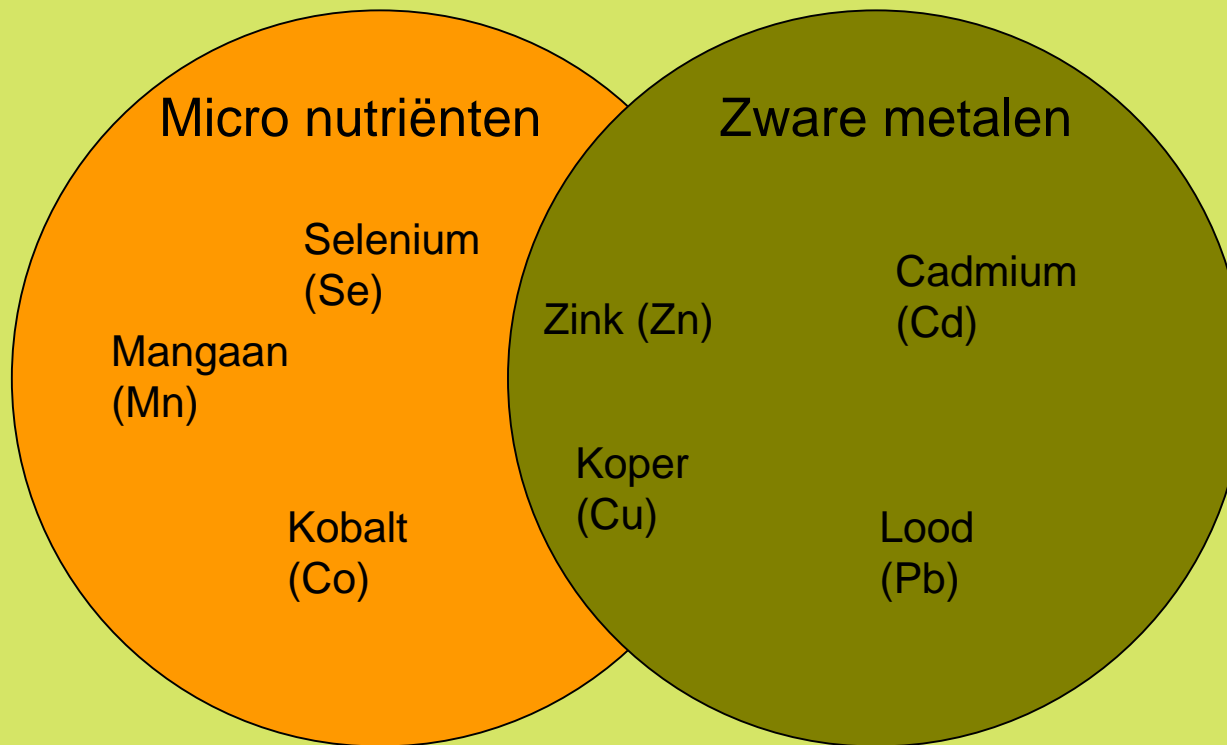 Micro nutriënten
Zware metalen
Selenium
(Se)
Mangaan
(Mn)
Kobalt
(Co)
Zink (Zn)
Koper
(Cu)
Cadmium
(Cd)
Lood
(Pb)